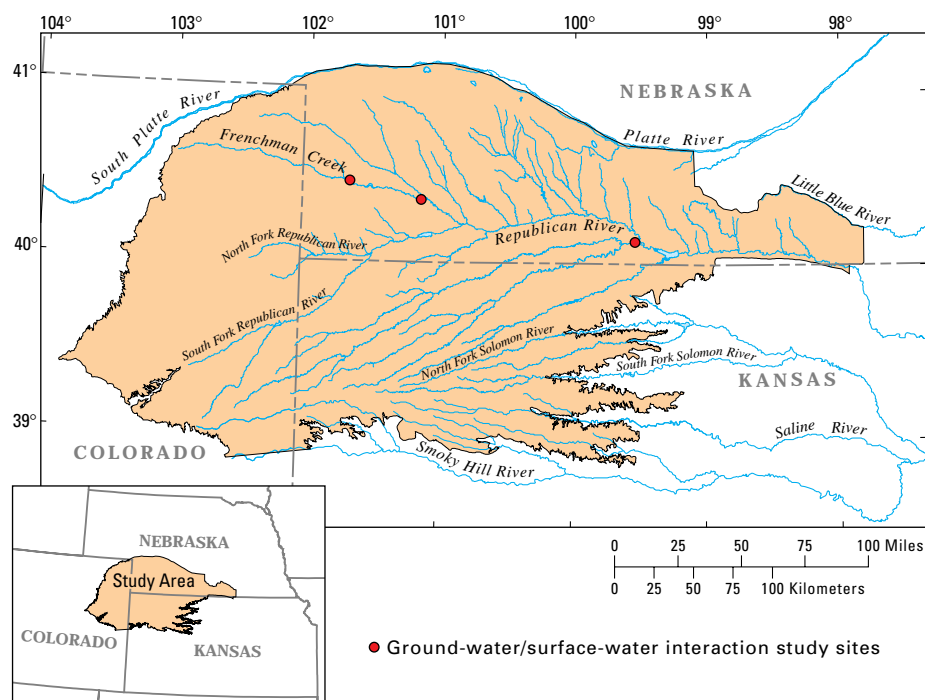 104° 103° 102° 101° 100° 99° 98°
41°
40°
39°
NEBRASKA
South Platte River
Platte River
Frenchman Creek
Little Blue River
Republican River
North Fork Republican River
South Fork Republican River
North Fork Solomon River
South Fork Solomon River
KANSAS
Saline River
COLORADO
Smoky Hill River
NEBRASKA
Study Area
COLORADO
KANSAS
0 25 50 75 100 Miles
0 25 50 75 100 Kilometers
Ground-water/surface-water interaction study sites